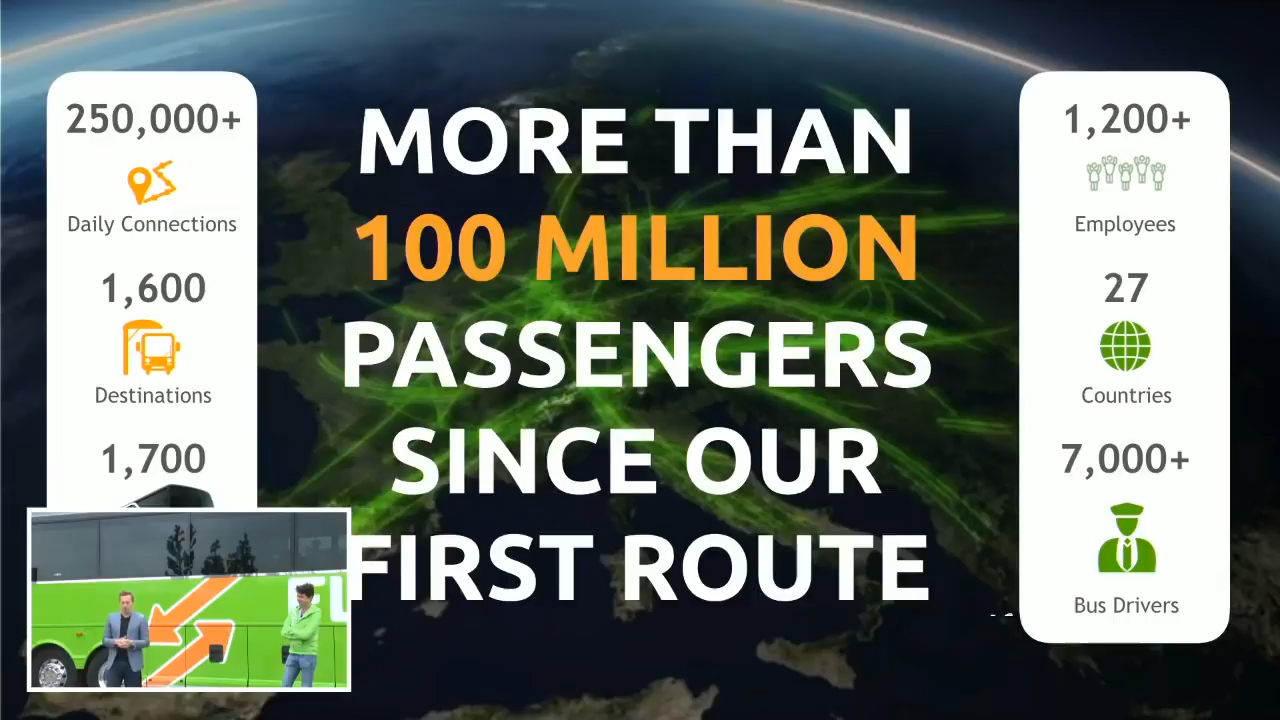 250,000+
Daily Connections
1,600
Destinations
1,700
MORE THAN
100 MILLION
PASSENGERS
SINCE OUR
FIRST ROUTE
1,200+
Employees
27
Countries
7,000+
Bus Drivers